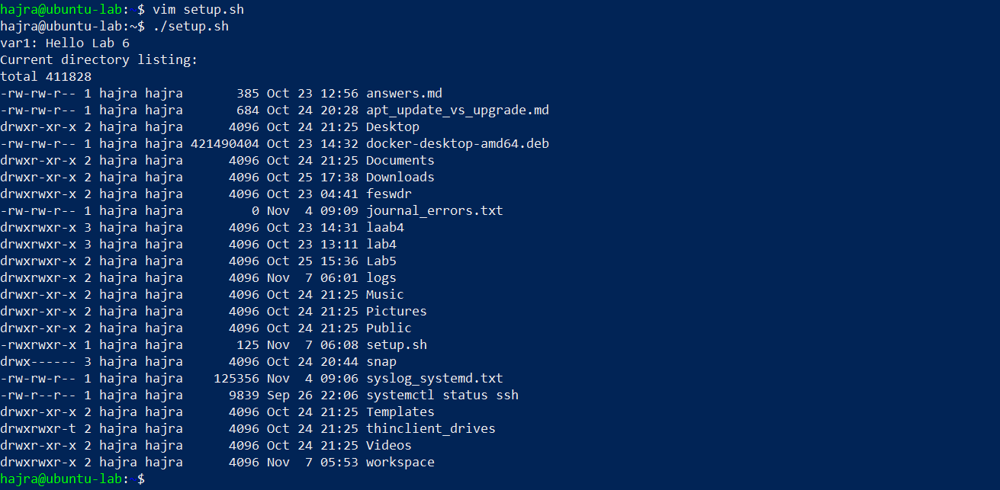 hajra@ubuntu-lab:~$ vim setup.sh
hajra@ubuntu-lab:~$ ./setup.sh
var1: Hello Lab 6
Current directory listing:
total 411828
-rw-rw-r-- 1 hajra hajra       385 Oct 23 12:56 answers.md
-rw-rw-r-- 1 hajra hajra       684 Oct 24 20:28 apt_update_vs_upgrade.md
drwxr-xr-x 2 hajra hajra      4096 Oct 24 21:25 Desktop
-rw-rw-r-- 1 hajra hajra 421490404 Oct 23 14:32 docker-desktop-amd64.deb
drwxr-xr-x 2 hajra hajra      4096 Oct 24 21:25 Documents
drwxr-xr-x 2 hajra hajra      4096 Oct 25 17:38 Downloads
drwxrwxr-x 2 hajra hajra      4096 Oct 23 04:41 feswdr
-rw-rw-r-- 1 hajra hajra         0 Nov  4 09:09 journal_errors.txt
drwxrwxr-x 3 hajra hajra      4096 Oct 23 14:31 laab4
drwxrwxr-x 3 hajra hajra      4096 Oct 23 13:11 lab4
drwxrwxr-x 2 hajra hajra      4096 Oct 25 15:36 Lab5
drwxrwxr-x 2 hajra hajra      4096 Nov  7 06:01 logs
drwxr-xr-x 2 hajra hajra      4096 Oct 24 21:25 Music
drwxr-xr-x 2 hajra hajra      4096 Oct 24 21:25 Pictures
drwxr-xr-x 2 hajra hajra      4096 Oct 24 21:25 Public
-rwxrwxr-x 1 hajra hajra       125 Nov  7 06:08 setup.sh
drwx------ 3 hajra hajra      4096 Oct 24 20:44 snap
-rw-rw-r-- 1 hajra hajra    125356 Nov  4 09:06 syslog_systemd.txt
-rw-r--r-- 1 hajra hajra      9839 Sep 26 22:06 systemctl status ssh
drwxr-xr-x 2 hajra hajra      4096 Oct 24 21:25 Templates
drwxrwxr-t 2 hajra hajra      4096 Oct 24 21:25 thinclient_drives
drwxr-xr-x 2 hajra hajra      4096 Oct 24 21:25 Videos
drwxrwxr-x 2 hajra hajra      4096 Nov  7 05:53 workspace
hajra@ubuntu-lab:~$